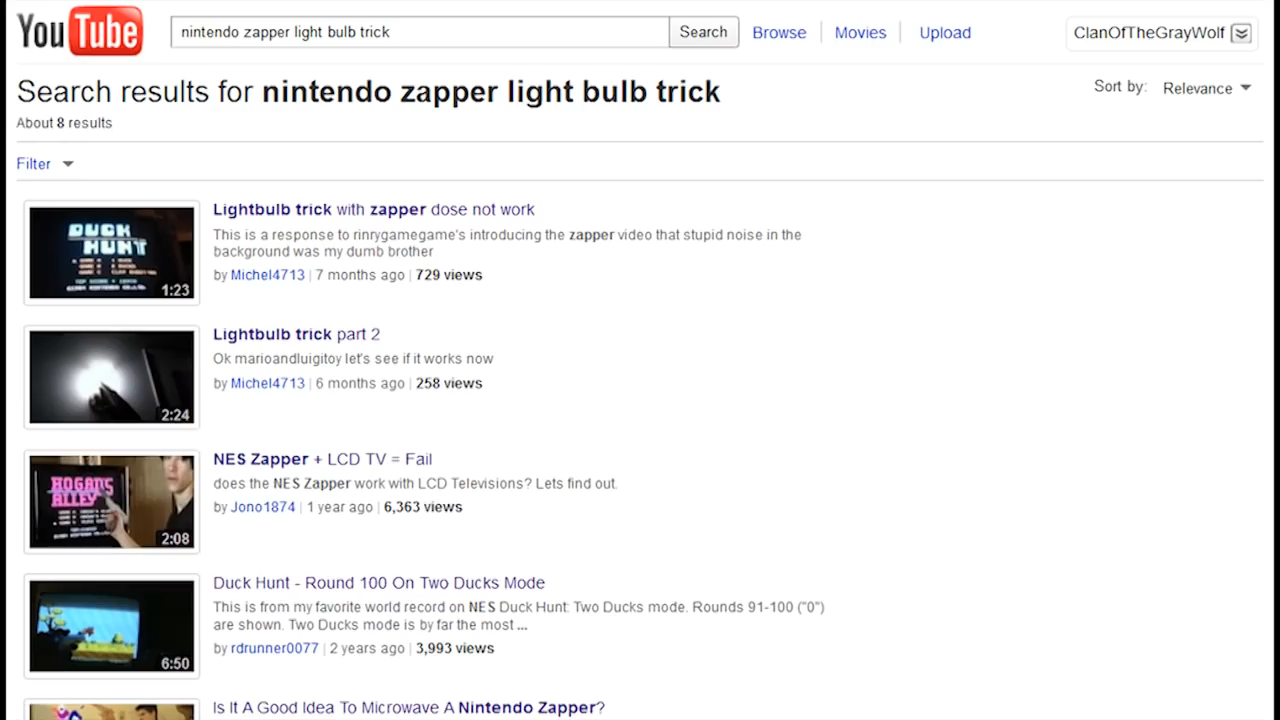 YouTube nintendo zapper light bulb trick Search Browse Movies Upload ClanOfTheGrayWolf
Search results for nintendo zapper light bulb trick
Sort by: Relevance
About 8 results
Filter
Lightbulb trick with zapper dose not work
This is a response to rinrygamegame's introducing the zapper video that stupid noise in the
background was my dumb brother
by Michel4713 | 7 months ago | 729 views
DUCK
HUNT
1:23
Lightbulb trick part 2
Ok marioandluigitoy let's see if it works now
by Michel4713 | 6 months ago | 258 views
2:24
NES Zapper + LCD TV = Fail
does the NES Zapper work with LCD Televisions? Lets find out.
by Jono1874 | 1 year ago | 6,363 views
HOGANS
ALLEY
2:08
Duck Hunt - Round 100 On Two Ducks Mode
This is from my favorite world record on NES Duck Hunt: Two Ducks mode. Rounds 91-100 ("0")
are shown. Two Ducks mode is by far the most ...
by rdrunner0077 | 2 years ago | 3,993 views
6:50
Is It A Good Idea To Microwave A Nintendo Zapper?